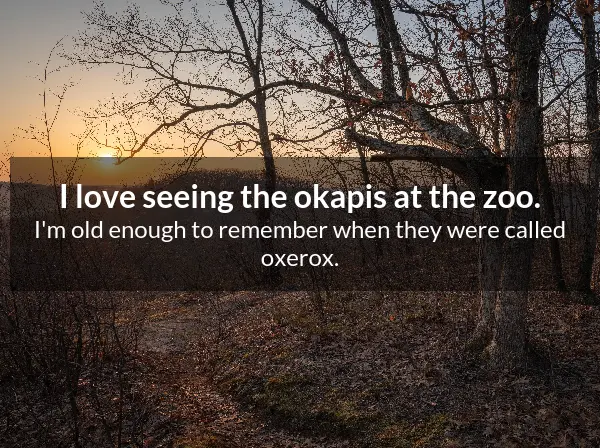 I love seeing the okapis at the zoo.
I'm old enough to remember when they were called
oxerox.